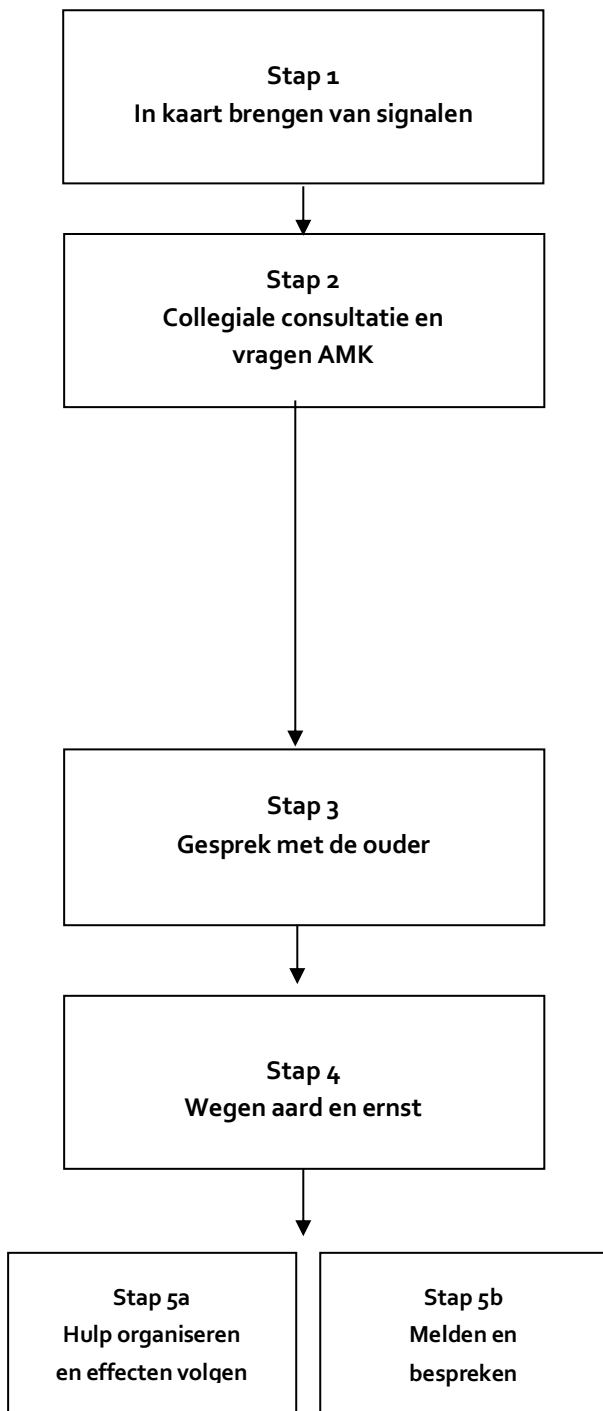 Stap 1
In kaart brengen van signalen
Stap 2
Collegiale consultatie en
vragen AMK
Stap 3
Gesprek met de ouder
Stap 4
Wegen aard en ernst
Stap 5a
Hulp organiseren
en effecten volgen
Stap 5b
Melden en
bespreken